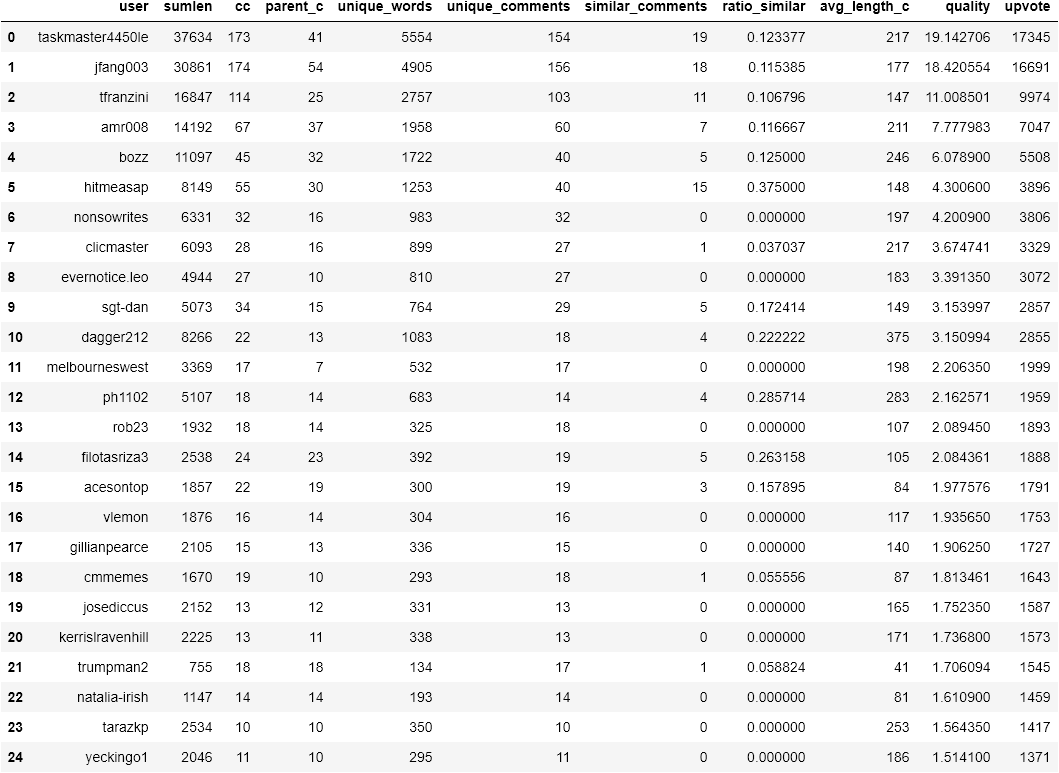 user sumlen cc parent_c unique_words unique_comments similar_comments ratio_similar avg_length_c quality upvote
0 taskmaster4450le 37634 173 41 5554 154 19 0.123377 217 19.142706 17345
1 jfang003 30861 174 54 4905 156 18 0.115385 177 18.420554 16691
2 tfranzini 16847 114 25 2757 103 11 0.106796 147 11.008501 9974
3 amr008 14192 67 37 1958 60 7 0.116667 211 7.777983 7047
4 bozz 11097 45 32 1722 40 5 0.125000 246 6.078900 5508
5 hitmeasap 8149 55 30 1253 40 15 0.375000 148 4.300600 3896
6 nonsowrites 6331 32 16 983 32 0 0.000000 197 4.200900 3806
7 clicmaster 6093 28 16 899 27 1 0.037037 217 3.674741 3329
8 evernotice.leo 4944 27 10 810 27 0 0.000000 183 3.391350 3072
9 sgt-dan 5073 34 15 764 29 5 0.172414 149 3.153997 2857
10 dagger212 8266 22 13 1083 18 4 0.222222 375 3.150994 2855
11 melbourneswest 3369 17 7 532 17 0 0.000000 198 2.206350 1999
12 ph1102 5107 18 14 683 14 4 0.285714 283 2.162571 1959
13 rob23 1932 18 14 325 18 0 0.000000 107 2.089450 1893
14 filotasriza3 2538 24 23 392 19 5 0.263158 105 2.084361 1888
15 acesontop 1857 22 19 300 19 3 0.157895 84 1.977576 1791
16 vlemon 1876 16 14 304 16 0 0.000000 117 1.935650 1753
17 gillianpearce 2105 15 13 336 15 0 0.000000 140 1.906250 1727
18 cmmemes 1670 19 10 293 18 1 0.055556 87 1.813461 1643
19 josediccus 2152 13 12 331 13 0 0.000000 165 1.752350 1587
20 kerrislravenhill 2225 13 11 338 13 0 0.000000 171 1.736800 1573
21 trumpman2 755 18 18 134 17 1 0.058824 41 1.706094 1545
22 natalia-irish 1147 14 14 193 14 0 0.000000 81 1.610900 1459
23 tarazkp 2534 10 10 350 10 0 0.000000 253 1.564350 1417
24 yeckingo1 2046 11 10 295 11 0 0.000000 186 1.514100 1371